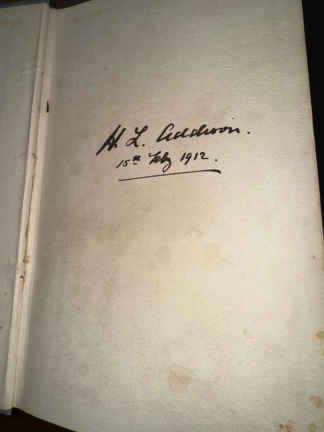 H. L. Addison.
15th Feby 1912.